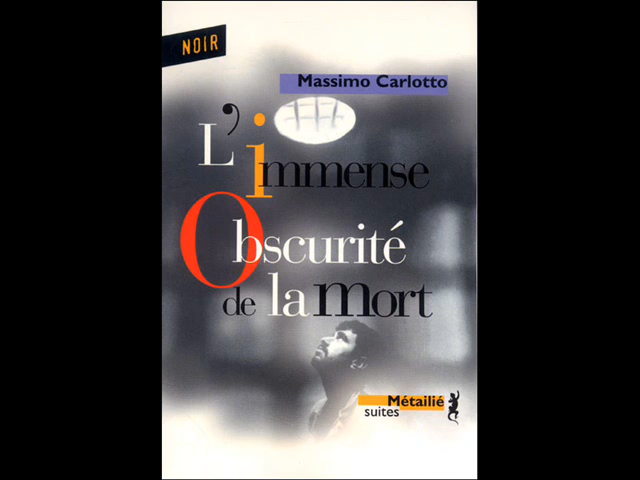 NOIR
Massimo Carlotto
L'immense
Obscurité
de la mort
Métailié
suites